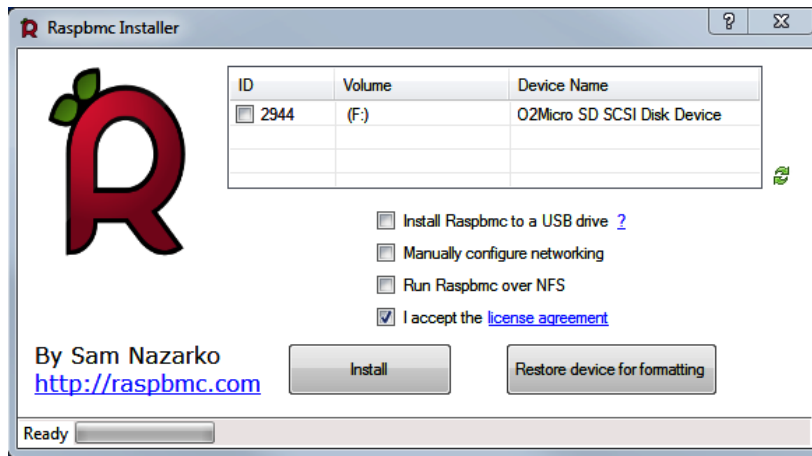 Raspbmc Installer
ID Volume Device Name
2944 (F:) O2Micro SD SCSI Disk Device
Install Raspbmc to a USB drive ?
Manually configure networking
Run Raspbmc over NFS
I accept the license agreement
By Sam Nazarko
http://raspbmc.com
Install
Restore device for formatting
Ready